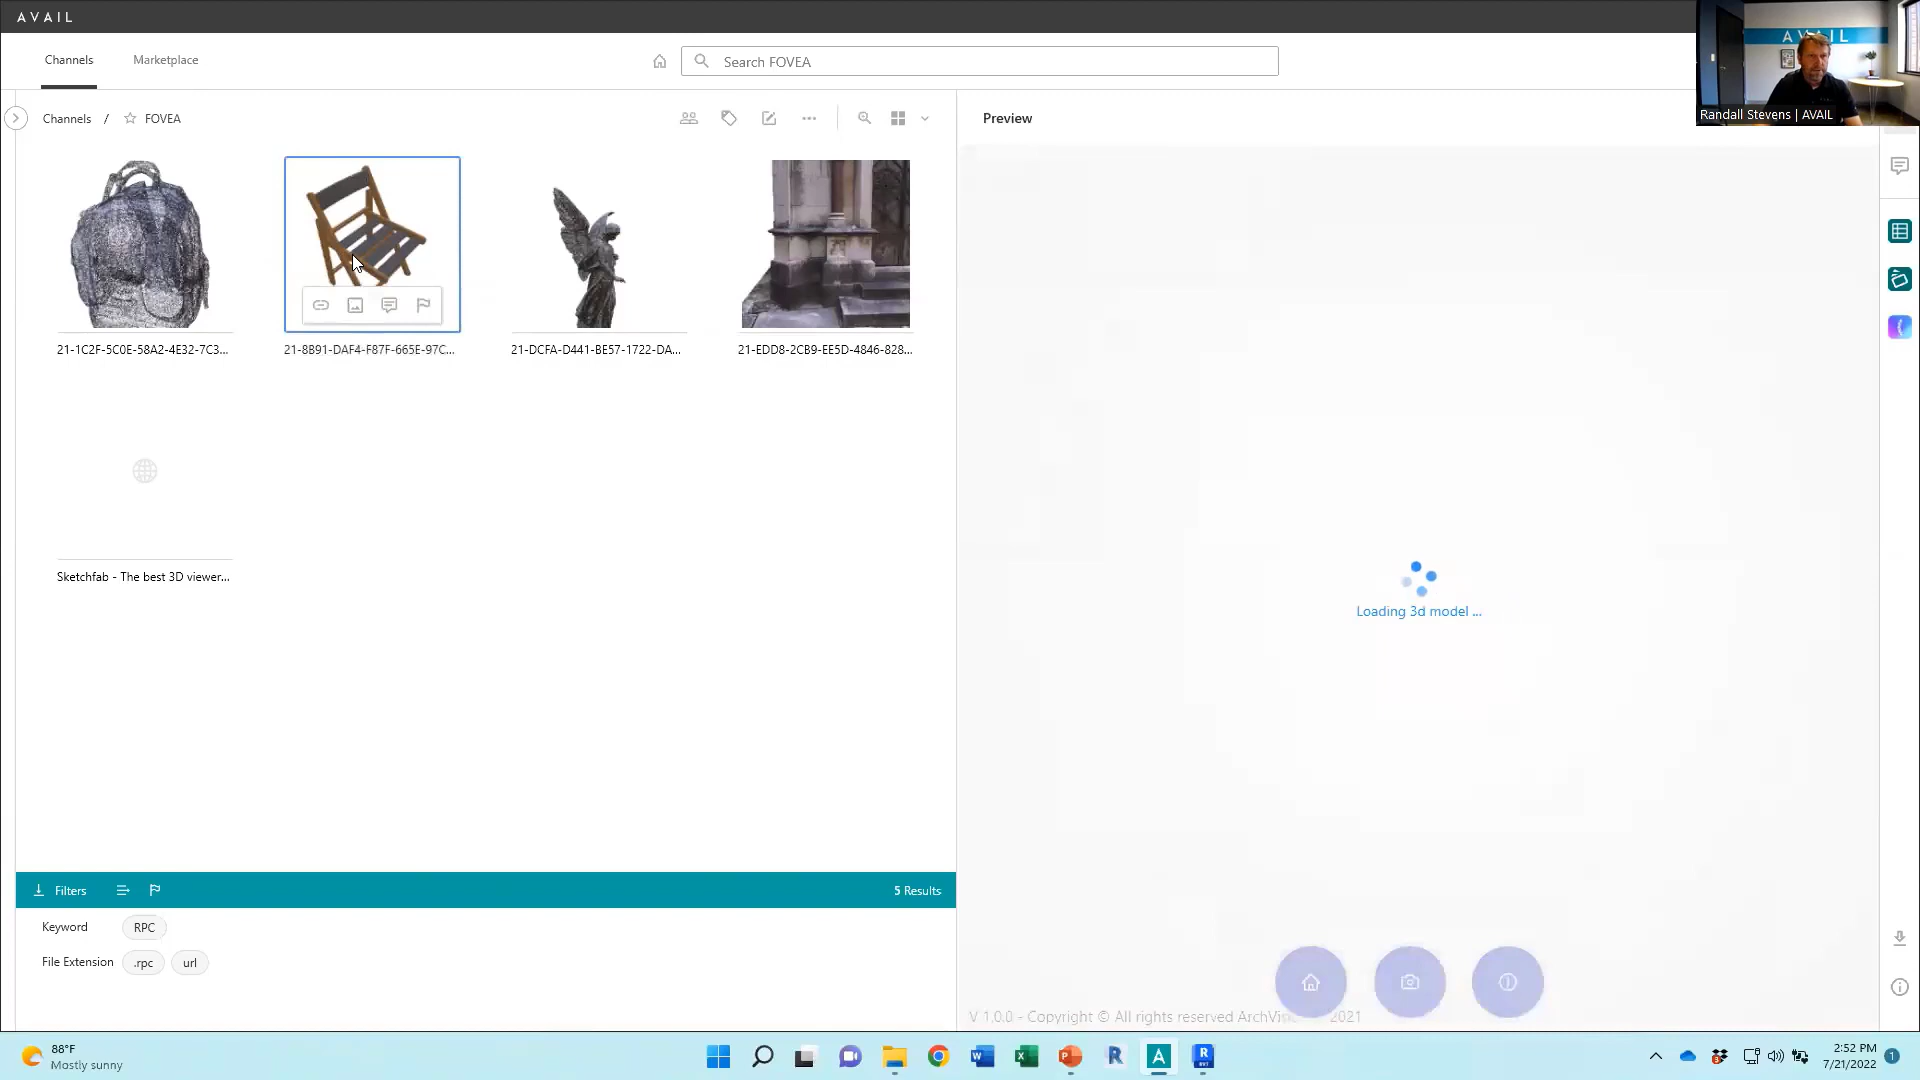 AVAIL
Channels
Marketplace
Search FOVEA
AVAIL
Randall Stevens | AVAIL
Channels / FOVEA
Preview
21-1C2F-5C0E-58A2-4E32-7C3...
21-8B91-DAF4-F87F-665E-97C...
21-DCFA-D441-BE57-1722-DA...
21-EDD8-2CB9-EE5D-4846-828...
Sketchfab - The best 3D viewer...
Loading 3d model ...
Filters
5 Results
Keyword RPC
File Extension .rpc url
V 1.0.0 - Copyright © All rights reserved 2021
88°F
Mostly sunny
2:52 PM
7/21/2022
1